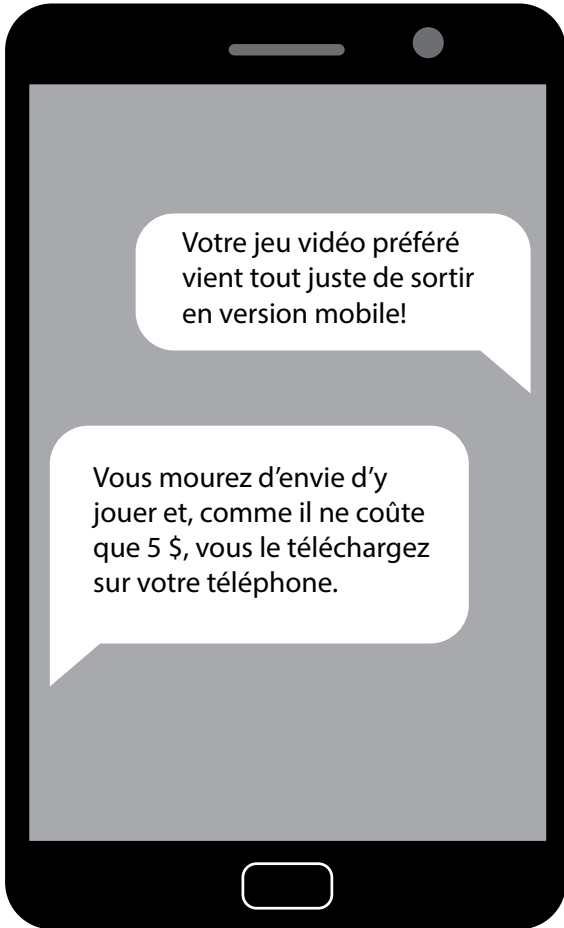 Votre jeu vidéo préféré
vient tout juste de sortir
en version mobile!
Vous mourez d’envie d’y
jouer et, comme il ne coûte
que 5 $, vous le téléchargez
sur votre téléphone.